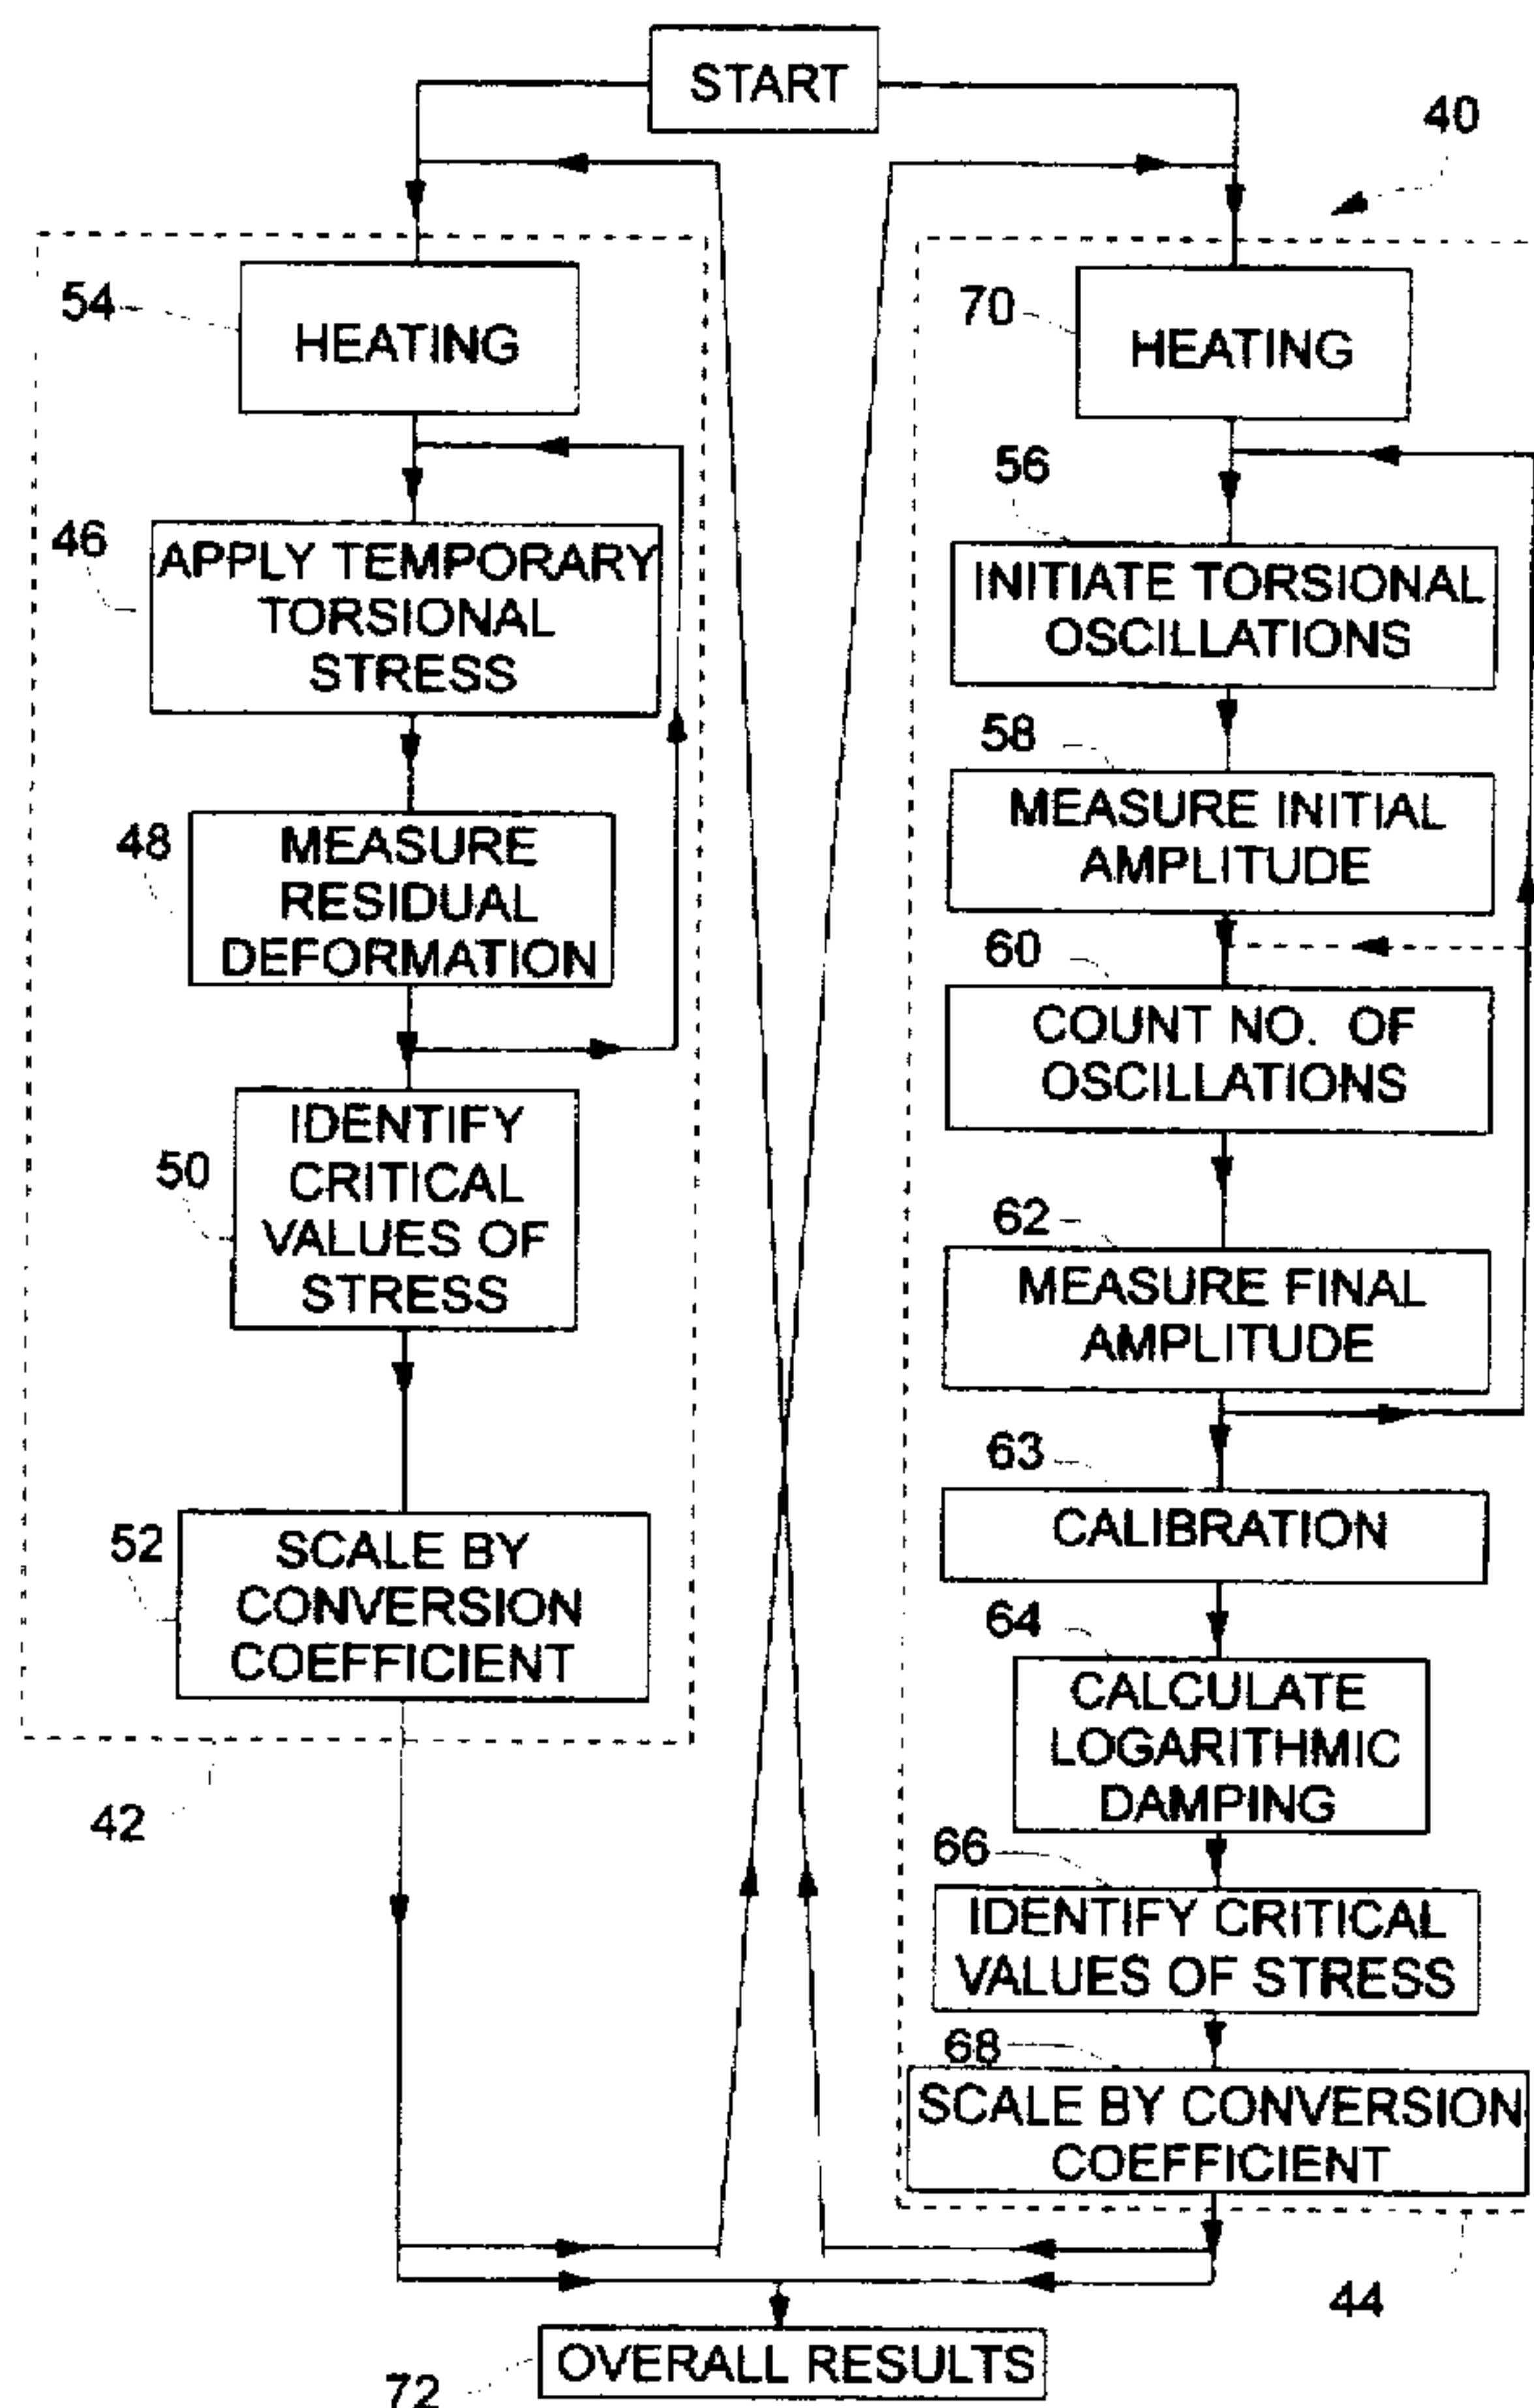 START
40
54
HEATING
46
APPLY TEMPORARY
TORSIONAL
STRESS
48
MEASURE
RESIDUAL
DEFORMATION
50
IDENTIFY
CRITICAL
VALUES OF
STRESS
52
SCALE BY
CONVERSION
COEFFICIENT
42
70
HEATING
56
INITIATE TORSIONAL
OSCILLATIONS
58
MEASURE INITIAL
AMPLITUDE
60
COUNT NO. OF
OSCILLATIONS
62
MEASURE FINAL
AMPLITUDE
63
CALIBRATION
64
CALCULATE
LOGARITHMIC
DAMPING
66
IDENTIFY CRITICAL
VALUES OF STRESS
68
SCALE BY CONVERSION
COEFFICIENT
44
72
OVERALL RESULTS